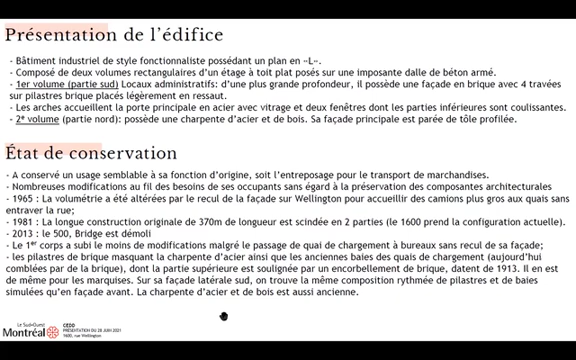 Présentation de l'édifice
- Bâtiment industriel de style fonctionnaliste possédant un plan en «L».
- Composé de deux volumes rectangulaires d'un étage à toit plat posés sur une imposante dalle de béton armé.
- 1er volume (partie sud) Locaux administratifs: d'une plus grande profondeur, il possède une façade en brique avec 4 travées
sur pilastres brique placés légèrement en ressaut.
- Les arches accueillent la porte principale en acier avec vitrage et deux fenêtres dont les parties inférieures sont coulissantes.
- 2e volume (partie nord): possède une charpente d'acier et de bois. Sa façade principale est parée de tôle profilée.
État de conservation
- A conservé un usage semblable à sa fonction d'origine, soit l'entreposage pour le transport de marchandises.
- Nombreuses modifications au fil des besoins de ses occupants sans égard à la préservation des composantes architecturales
- 1965 : La volumétrie a été altérées par le recul de la façade sur Wellington pour accueillir des camions plus gros aux quais sans
entraver la rue;
- 1981 : La longue construction originale de 370m de longueur est scindée en 2 parties (le 1600 prend la configuration actuelle).
- 2013 : le 500, Bridge est démoli
- Le 1er corps a subi le moins de modifications malgré le passage de quai de chargement à bureaux sans recul de sa façade;
- les pilastres de brique masquant la charpente d'acier ainsi que les anciennes baies des quais de chargement (aujourd'hui
comblées par de la brique), dont la partie supérieure est soulignée par un encorbellement de brique, datent de 1913. Il en est
de même pour les marquises. Sur sa façade latérale sud, on trouve la même composition rythmée de pilastres et de baies
simulées qu'en façade avant. La charpente d'acier et de bois est aussi ancienne.
Le Sud-Ouest
Montréal
CEDD
PRÉSENTATION DU 28 JUIN 2021
1600, rue Wellington